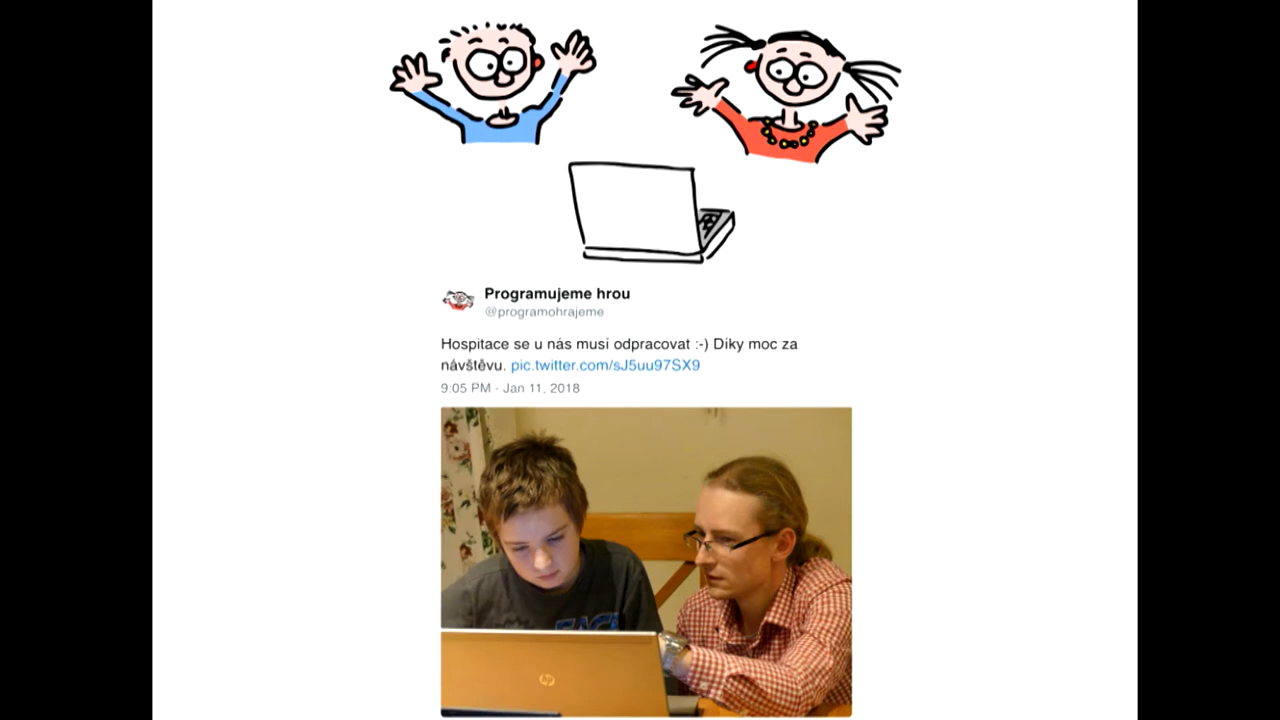 Programujeme hrou
@programohrajeme
Hospitace se u nás musí odpracovat :-) Díky moc za
návštěvu. pic.twitter.com/sJ5uu97SX9
9:05 PM - Jan 11, 2018
hp